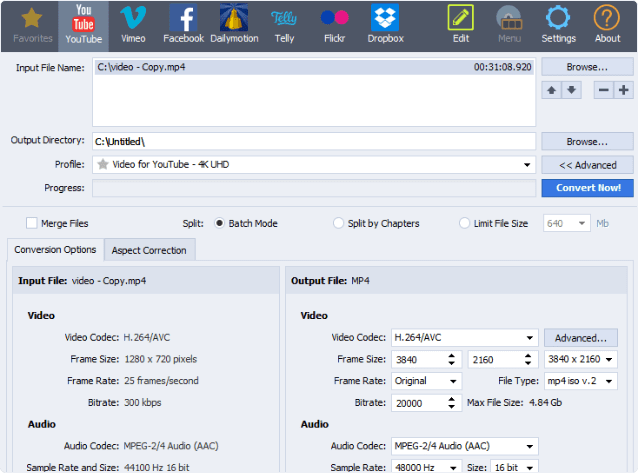 Favorites YouTube Vimeo Facebook Dailymotion Telly Flickr Dropbox Edit Menu Settings About
You Tube
Telly
Input File Name: C:\video - Copy.mp4 00:31:08.920 Browse...
Output Directory: C:\Untitled\ Browse...
Profile: Video for YouTube - 4K UHD << Advanced
Progress: Convert Now!
Merge Files Split: Batch Mode Split by Chapters Limit File Size 640 Mb
Conversion Options Aspect Correction
Input File: video - Copy.mp4
Video
Video Codec: H.264/AVC
Frame Size: 1280 x 720 pixels
Frame Rate: 25 frames/second
Bitrate: 300 kbps
Audio
Audio Codec: MPEG-2/4 Audio (AAC)
Sample Rate and Size: 44100 Hz 16 bit
Output File: MP4
Video
Video Codec: H.264/AVC Advanced...
Frame Size: 3840 2160 3840 x 2160
Frame Rate: Original File Type: mp4 iso v.2
Bitrate: 20000 Max File Size: 4.84 Gb
Audio
Audio Codec: MPEG-2/4 Audio (AAC)
Sample Rate: 48000 Hz Size: 16 bit